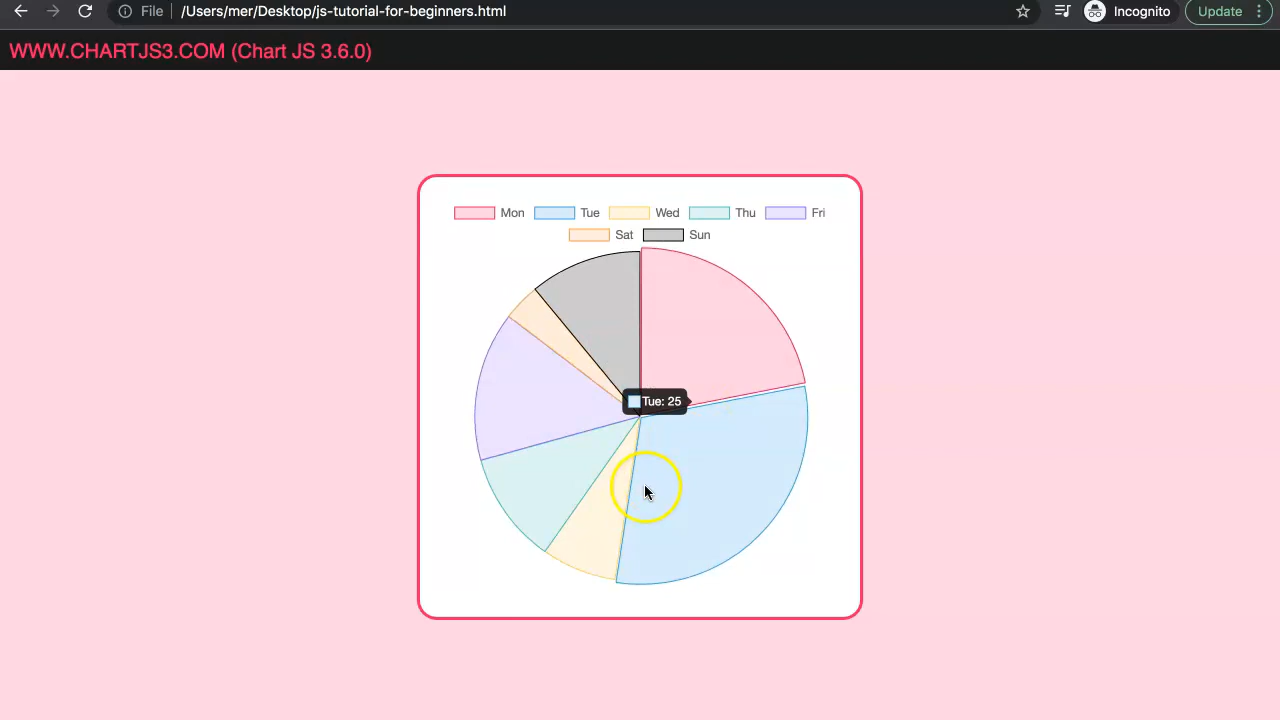 File /Users/mer/Desktop/js-tutorial-for-beginners.html Incognito Update
WWW.CHARTJS3.COM (Chart JS 3.6.0)
Mon Tue Wed Thu Fri
Sat Sun
Tue: 25